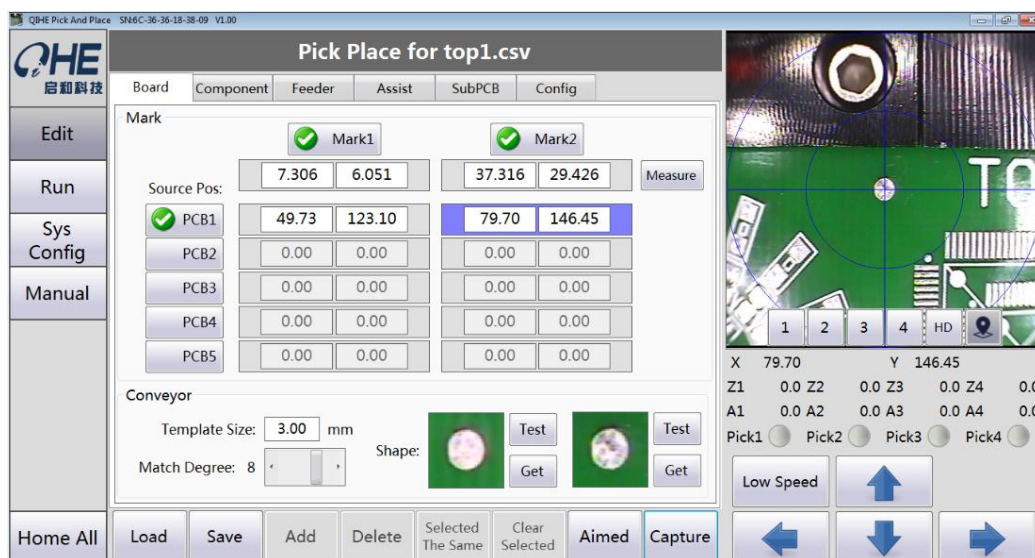 QIHE Pick And Place SN:6C-36-36-18-38-09 V1.00
QiHE
启和科技
Edit
Run
Sys
Config
Manual
Home All
Pick Place for top1.csv
Board Component Feeder Assist SubPCB Config
Mark
Mark1 Mark2
Source Pos: 7.306 6.051 37.316 29.426 Measure
PCB1 49.73 123.10 79.70 146.45
PCB2 0.00 0.00 0.00 0.00
PCB3 0.00 0.00 0.00 0.00
PCB4 0.00 0.00 0.00 0.00
PCB5 0.00 0.00 0.00 0.00
Conveyor
Template Size: 3.00 mm
Match Degree: 8
Shape:
Test Test
Get Get
Load Save Add Delete Selected The Same Clear Selected Aimed Capture
TO
1 2 3 4 HD
X 79.70 Y 146.45
Z1 0.0 Z2 0.0 Z3 0.0 Z4 0.0
A1 0.0 A2 0.0 A3 0.0 A4 0.0
Pick1 Pick2 Pick3 Pick4
Low Speed